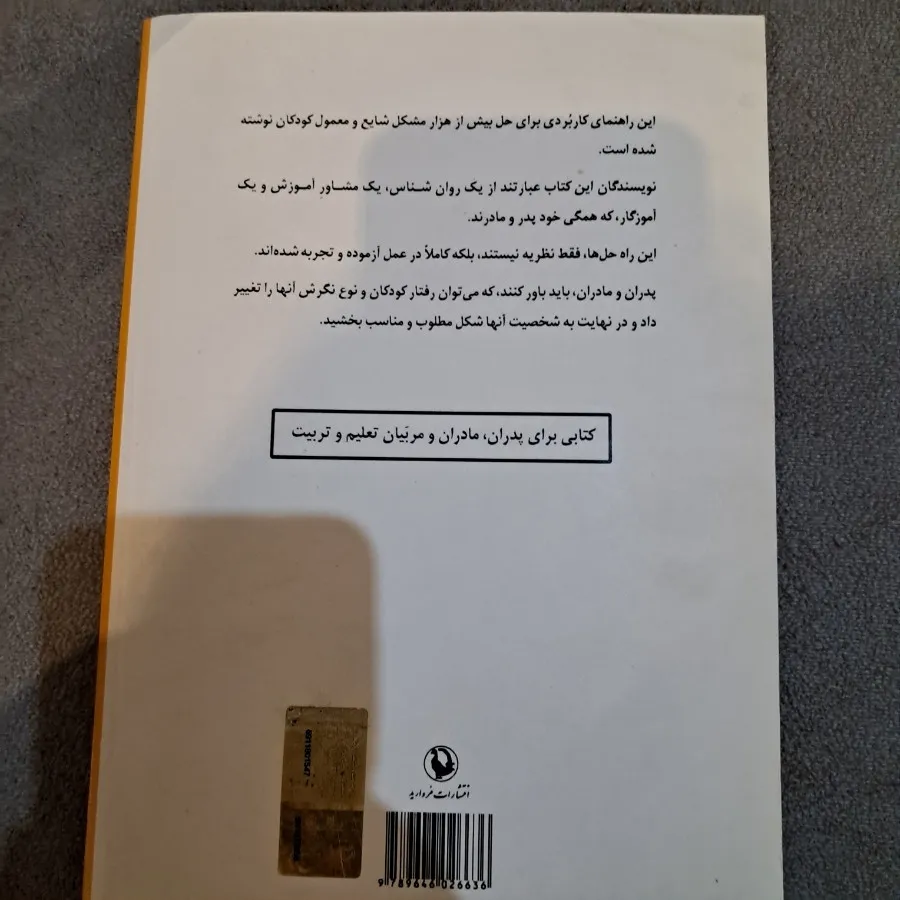 این راهنمای کاربُردی برای حل بیش از هزار مشکل شایع و معمول کودکان نوشته
شده است.
نویسندگان این کتاب عبارتند از یک روان شناس، یک مشاورِ آموزش و یک
آموزگار، که همگی خود پدر و مادرند.
این راه حل‌ها، فقط نظریه نیستند، بلکه کاملاً در عمل آزموده و تجربه شده‌اند.
پدران و مادران، باید باور کنند، که می‌توان رفتار کودکان و نوع نگرش آنها را تغییر
داد و در نهایت به شخصیت آنها شکل مطلوب و مناسب بخشید.
کتابی برای پدران، مادران و مربّیان تعلیم و تربیت
انتشارات مروارید
9 789646 026636